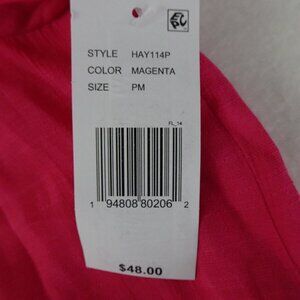 STYLE HAY114P
COLOR MAGENTA
SIZE PM
FL_14
1 94808 80206 2
$48.00